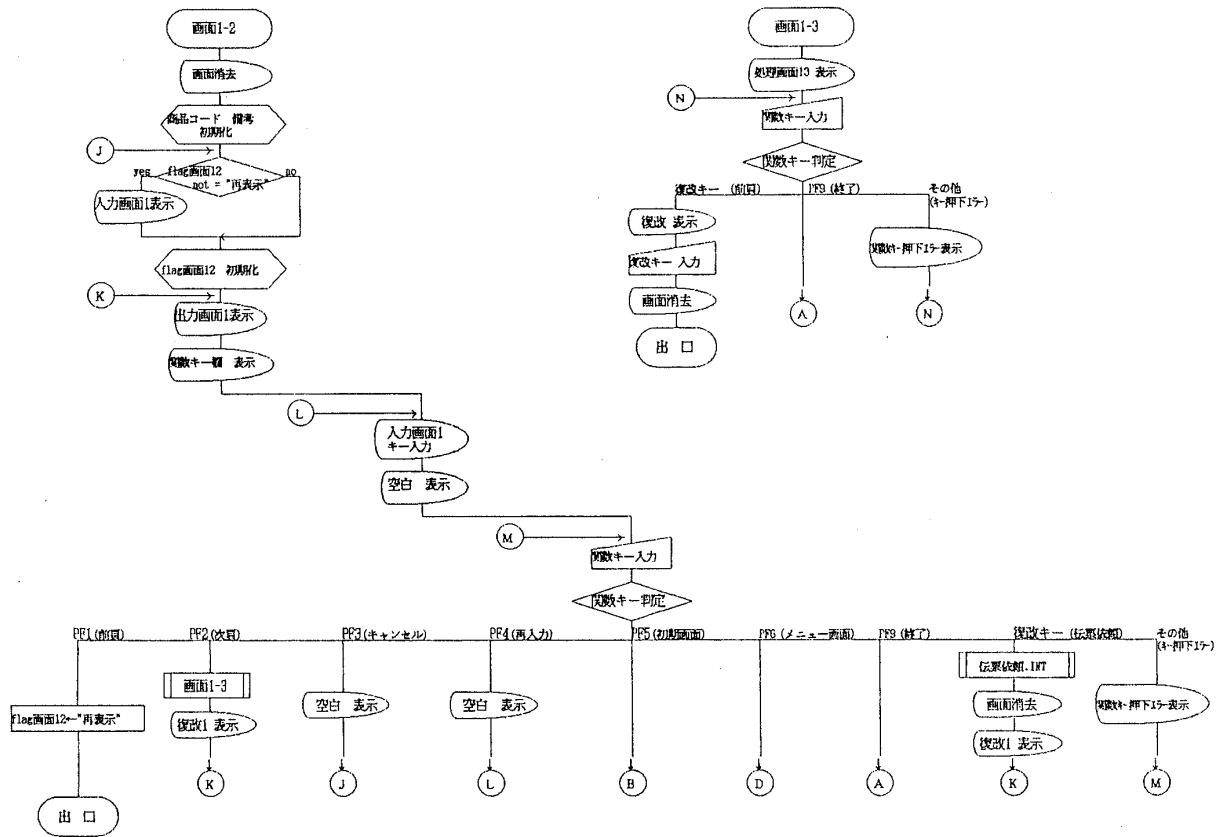 画面1-2
画面消去
商品コード 備考
初期化
J
yes
flag画面12
not = "再表示"
no
入力画面1表示
flag画面12 初期化
K
出力画面1表示
関数キー欄 表示
L
入力画面1
キー入力
空白 表示
M
関数キー入力
関数キー判定
PF1 (前頁)
PF2 (次頁)
PF3 (キャンセル)
PF4 (再入力)
PF5 (初期画面)
PF6 (メニュー画面)
PF9 (終了)
復改キー (伝票依頼)
その他
(キー押下エラー)
flag画面12←"再表示"
出 口
画面1-3
復改1 表示
K
空白 表示
J
空白 表示
L
B
D
A
伝票依頼.INT
画面消去
復改1 表示
K
関数キー押下エラー表示
M
画面1-3
処理画面13 表示
N
関数キー入力
関数キー判定
復改キー (前頁)
PF9 (終了)
その他
(キー押下エラー)
復改 表示
復改キー 入力
画面消去
出 口
A
関数キー押下エラー表示
N